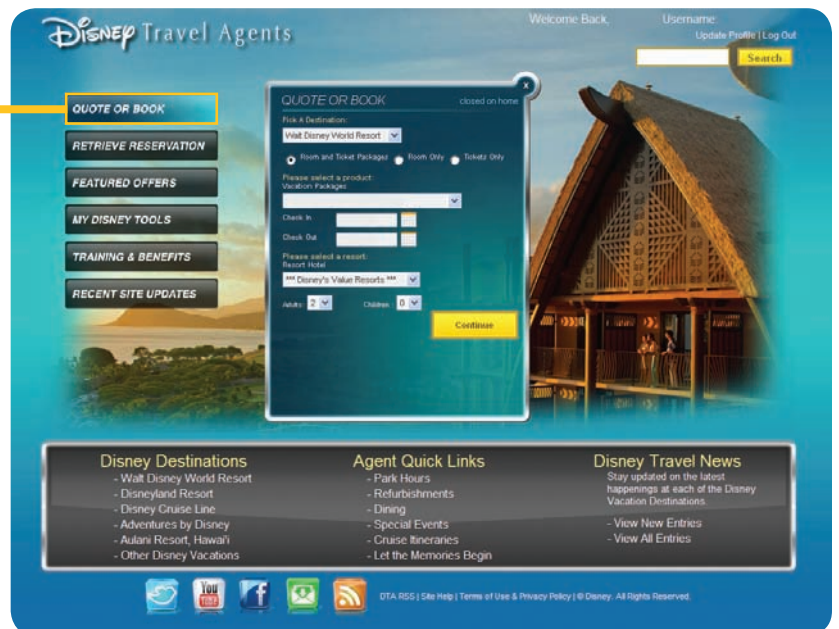 Disney Travel Agents
Welcome Back, Username.
Update Profile | Log Out
Search
QUOTE OR BOOK
RETRIEVE RESERVATION
FEATURED OFFERS
MY DISNEY TOOLS
TRAINING & BENEFITS
RECENT SITE UPDATES
x
QUOTE OR BOOK closed on home
Pick A Destination:
Walt Disney World Resort
Room and Ticket Packages Room Only Tickets Only
Please select a product:
Vacation Packages
Check In
Check Out
Please select a resort:
Resort Hotel
*** Disney's Value Resorts ***
Adults: 2 Children: 0
Continue
Disney Destinations
- Walt Disney World Resort
- Disneyland Resort
- Disney Cruise Line
- Adventures by Disney
- Aulani Resort, Hawai'i
- Other Disney Vacations
Agent Quick Links
- Park Hours
- Refurbishments
- Dining
- Special Events
- Cruise Itineraries
- Let the Memories Begin
Disney Travel News
Stay updated on the latest
happenings at each of the Disney
Vacation Destinations.
- View New Entries
- View All Entries
You
Tube
f
DTA RSS | Site Help | Terms of Use & Privacy Policy | © Disney. All Rights Reserved.